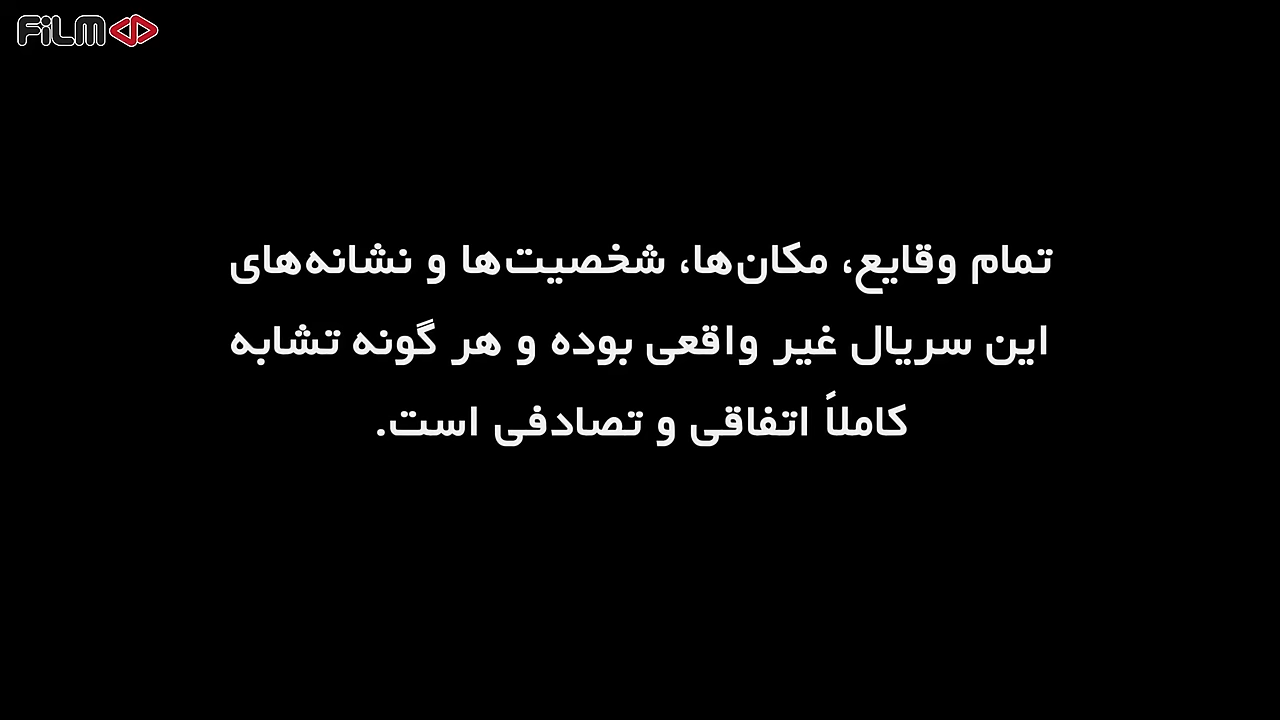 FiLM
تمام وقایع، مکان‌ها، شخصیت‌ها و نشانه‌های
این سریال غیر واقعی بوده و هر گونه تشابه
کاملاً اتفاقی و تصادفی است.